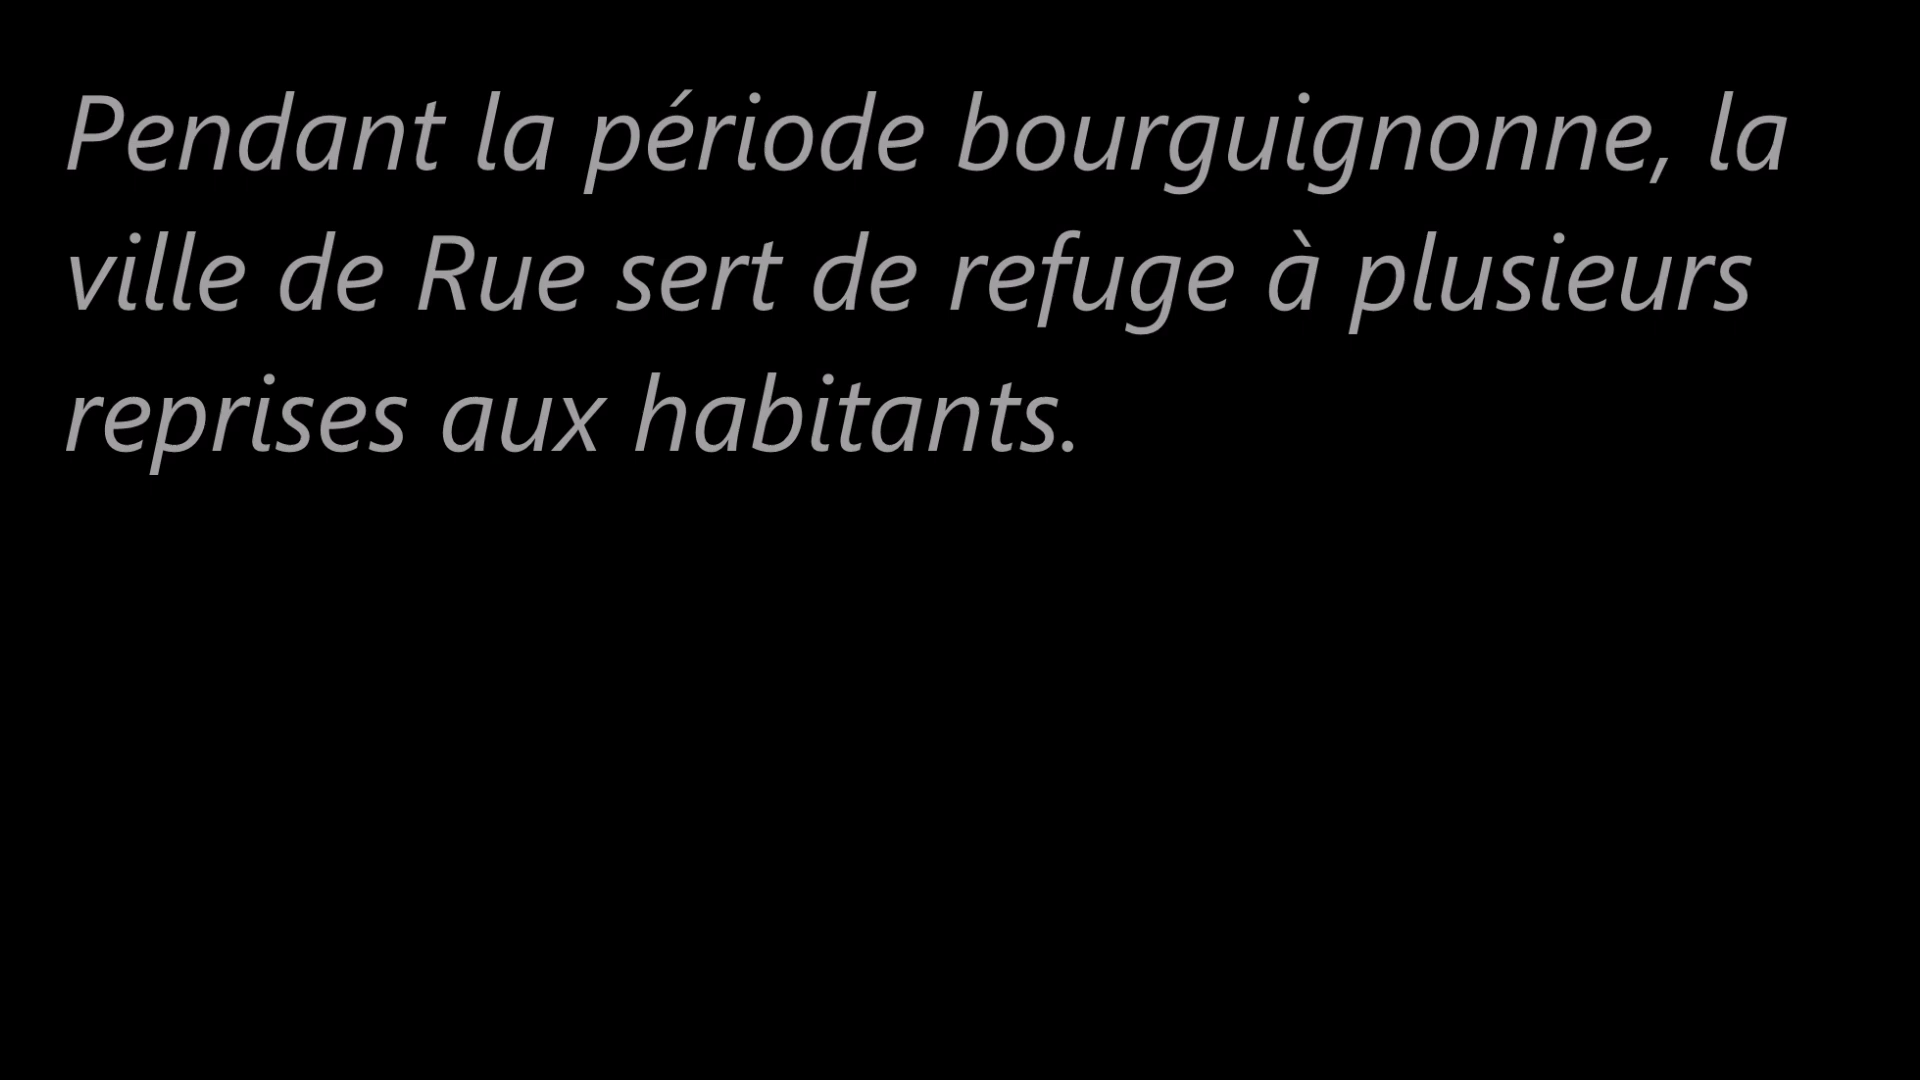 Pendant la période bourguignonne, la
ville de Rue sert de refuge à plusieurs
reprises aux habitants.